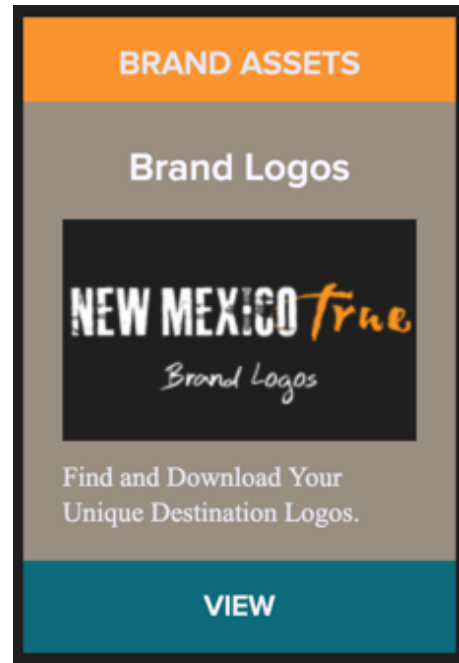 BRAND ASSETS
Brand Logos
NEW MEXICO True
Brand Logos
Find and Download Your
Unique Destination Logos.
VIEW